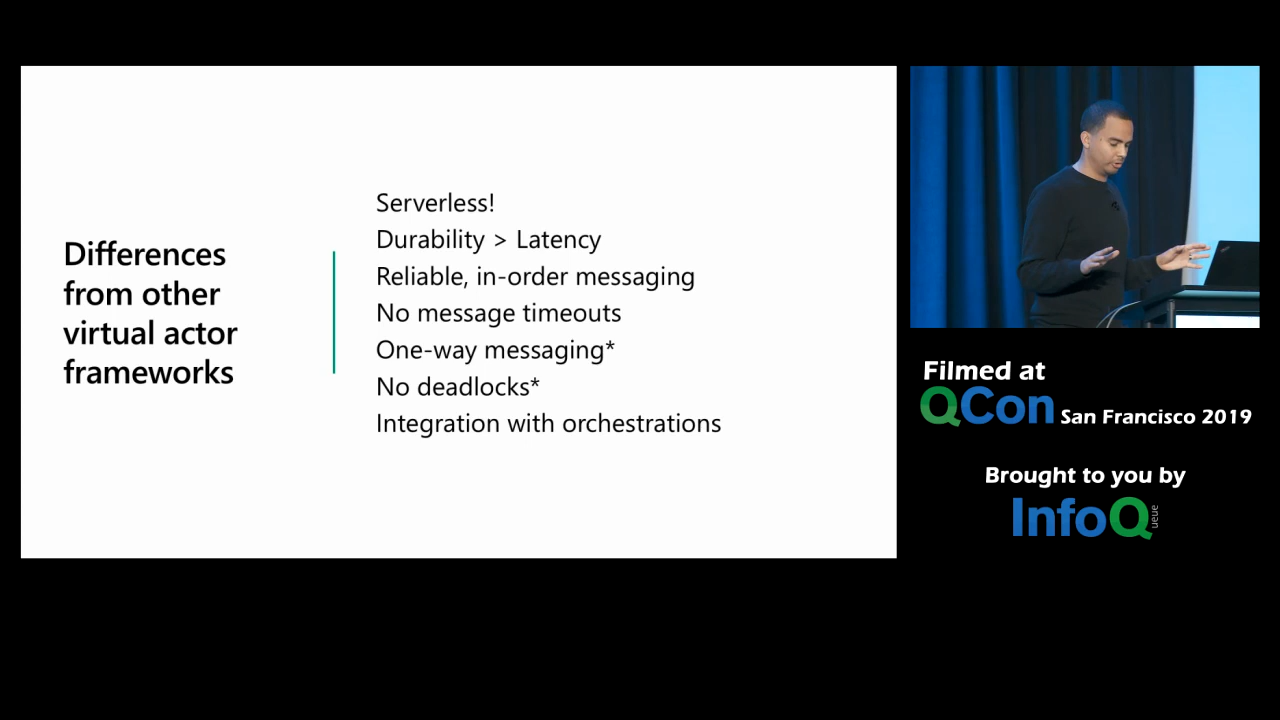 Differences
from other
virtual actor
frameworks
Serverless!
Durability > Latency
Reliable, in-order messaging
No message timeouts
One-way messaging*
No deadlocks*
Integration with orchestrations
Filmed at
QCon San Francisco 2019
Brought to you by
InfoQueue